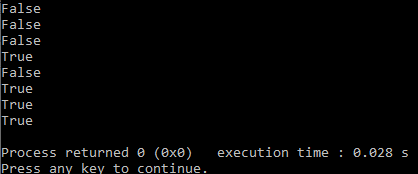 False
False
False
True
False
True
True
True
Process returned 0 (0x0)   execution time : 0.028 s
Press any key to continue.